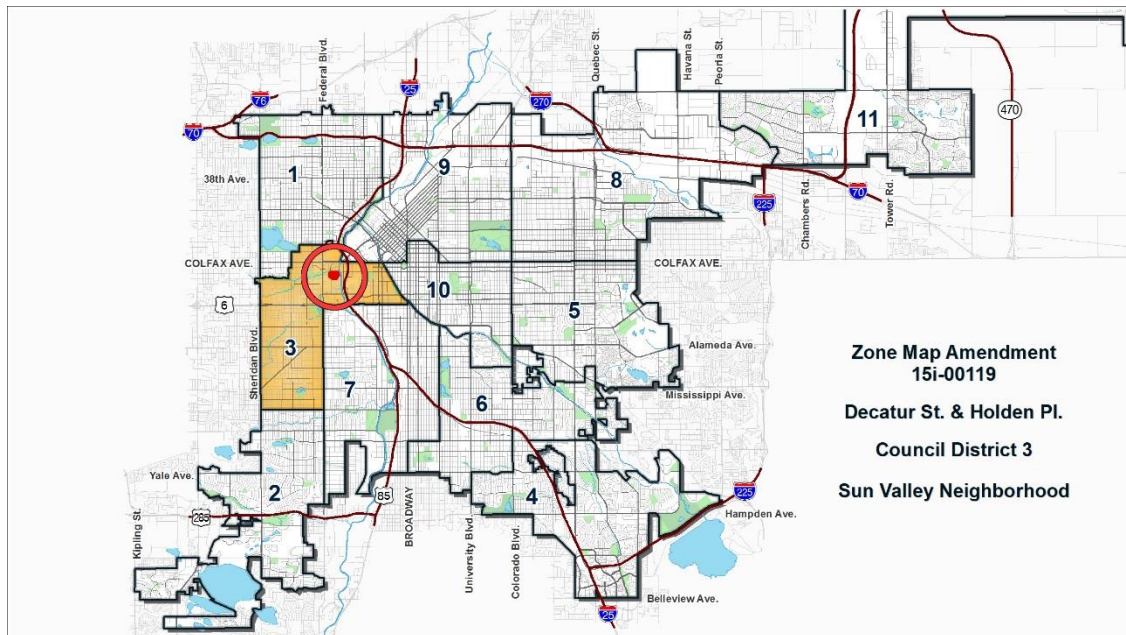 Federal Blvd.
Quebec St.
Havana St.
Peoria St.
76
25
270
470
70
11
1
9
8
38th Ave.
225
Chambers Rd.
70
Tower Rd.
COLFAX AVE.
COLFAX AVE.
10
6
5
Sheridan Blvd.
3
Alameda Ave.
7
Mississippi Ave.
6
Yale Ave.
2
85
BROADWAY
4
225
285
Hampden Ave.
Kipling St.
University Blvd.
Colorado Blvd.
Belleview Ave.
25
Zone Map Amendment
15i-00119
Decatur St. & Holden Pl.
Council District 3
Sun Valley Neighborhood